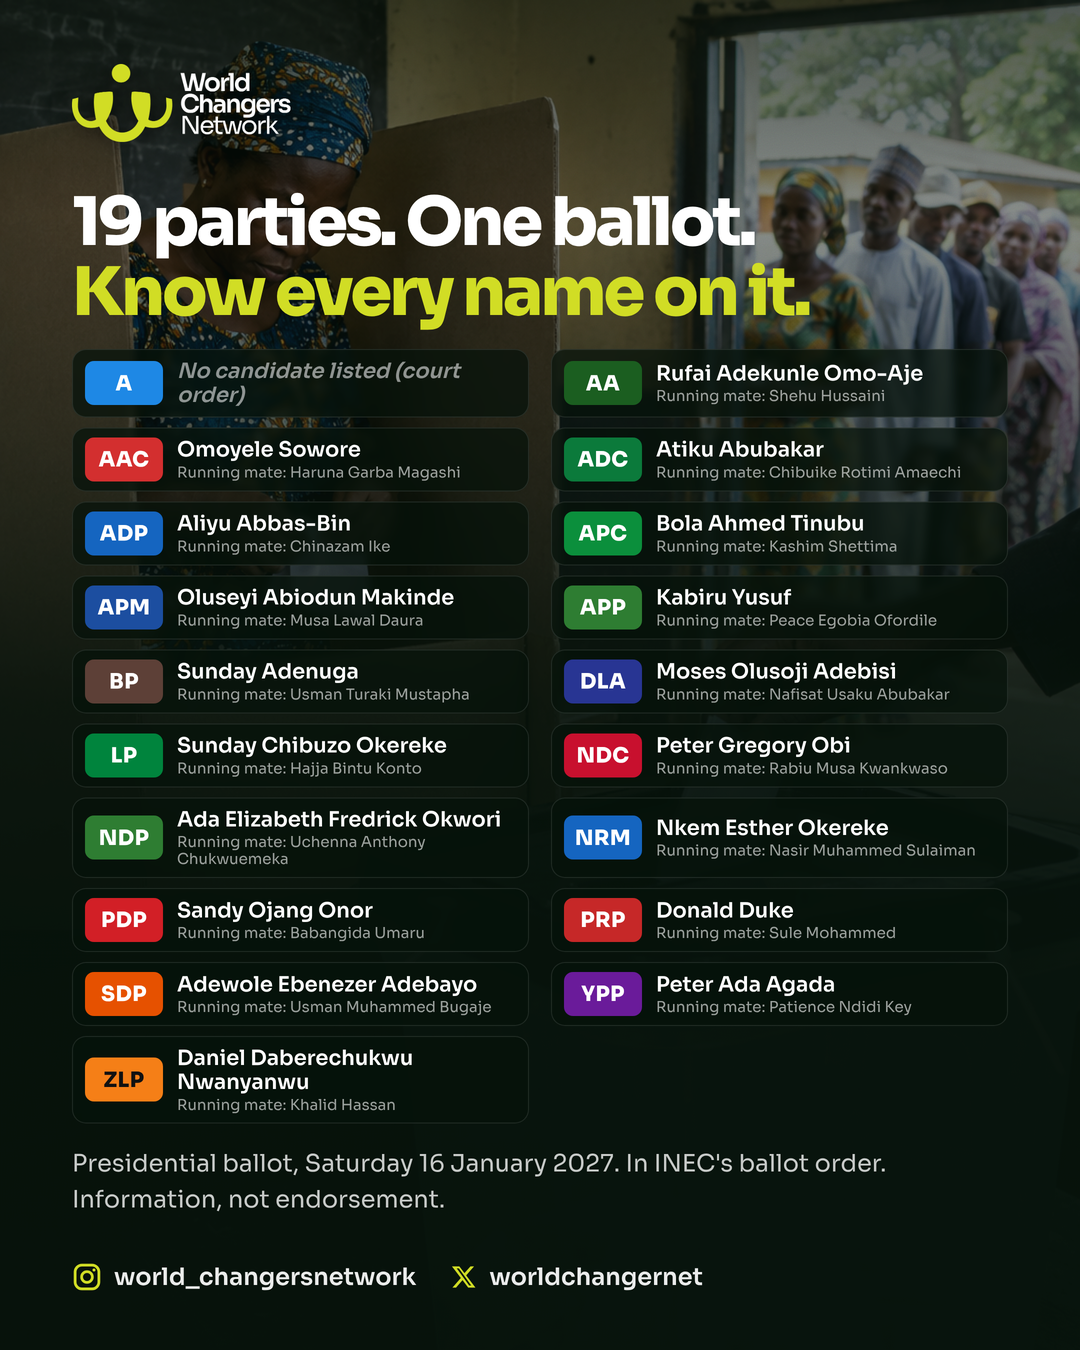 World
Changers
Network
19 parties. One ballot.
Know every name on it.
A
No candidate listed (court
order)
AA
Rufai Adekunle Omo-Aje
Running mate: Shehu Hussaini
AAC
Omoyele Sowore
Running mate: Haruna Garba Magashi
ADC
Atiku Abubakar
Running mate: Chibuike Rotimi Amaechi
ADP
Aliyu Abbas-Bin
Running mate: Chinazam Ike
APC
Bola Ahmed Tinubu
Running mate: Kashim Shettima
APM
Oluseyi Abiodun Makinde
Running mate: Musa Lawal Daura
APP
Kabiru Yusuf
Running mate: Peace Egobia Ofordile
BP
Sunday Adenuga
Running mate: Usman Turaki Mustapha
DLA
Moses Olusoji Adebisi
Running mate: Nafisat Usaku Abubakar
LP
Sunday Chibuzo Okereke
Running mate: Hajja Bintu Konto
NDC
Peter Gregory Obi
Running mate: Rabiu Musa Kwankwaso
NDP
Ada Elizabeth Fredrick Okwori
Running mate: Uchenna Anthony
Chukwuemeka
NRM
Nkem Esther Okereke
Running mate: Nasir Muhammed Sulaiman
PDP
Sandy Ojang Onor
Running mate: Babangida Umaru
PRP
Donald Duke
Running mate: Sule Mohammed
SDP
Adewole Ebenezer Adebayo
Running mate: Usman Muhammed Bugaje
YPP
Peter Ada Agada
Running mate: Patience Ndidi Key
ZLP
Daniel Daberechukwu
Nwanyanwu
Running mate: Khalid Hassan
Presidential ballot, Saturday 16 January 2027. In INEC's ballot order.
Information, not endorsement.
world_changersnetwork
worldchangernet